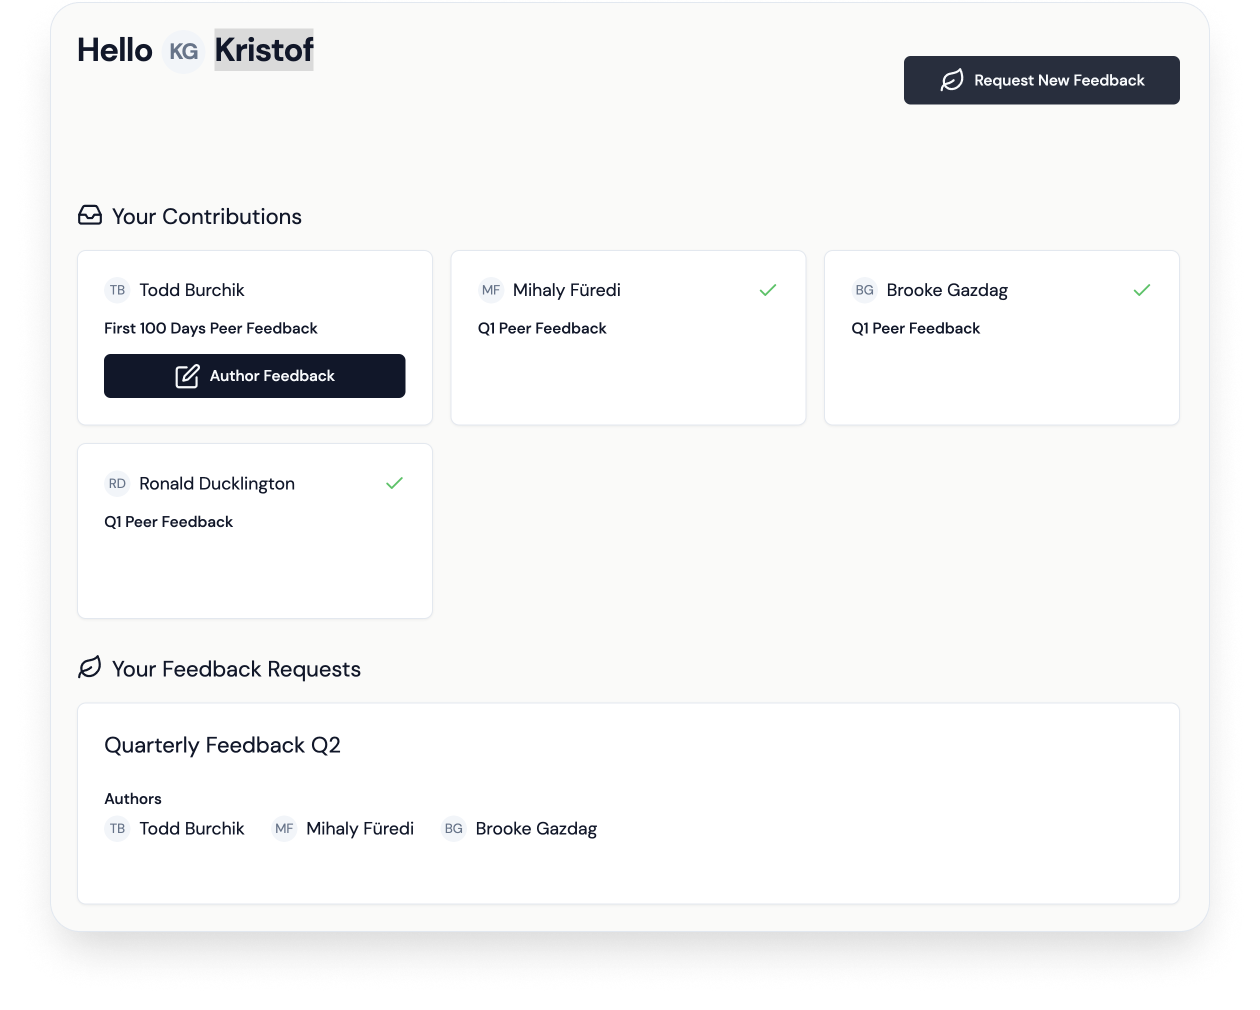 Hello KG Kristof
Request New Feedback
Your Contributions
TB Todd Burchik
First 100 Days Peer Feedback
Author Feedback
MF Mihaly Füredi
Q1 Peer Feedback
BG Brooke Gazdag
Q1 Peer Feedback
RD Ronald Ducklington
Q1 Peer Feedback
Your Feedback Requests
Quarterly Feedback Q2
Authors
TB Todd Burchik MF Mihaly Füredi BG Brooke Gazdag